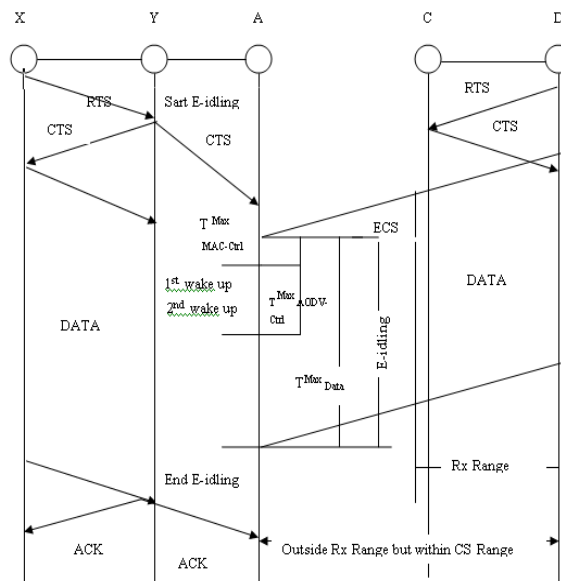 X Y A C D
RTS
RTS
Sart E-idling
CTS
CTS
CTS
T Max
MAC-Ctrl
ECS
1st wake up
2nd wake up
T Max AODV-
Ctrl
DATA
DATA
E-idling
T Max Data
Rx Range
End E-idling
Outside Rx Range but within CS Range
ACK
ACK